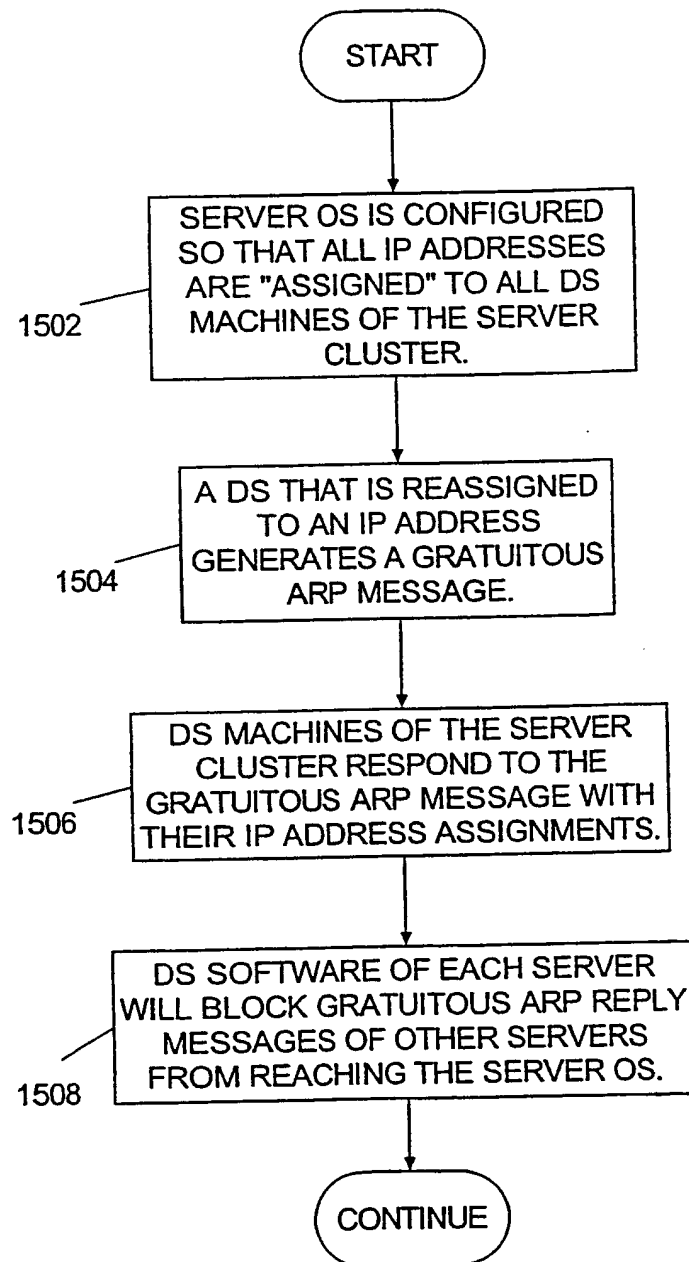 START
SERVER OS IS CONFIGURED
SO THAT ALL IP ADDRESSES
ARE "ASSIGNED" TO ALL DS
MACHINES OF THE SERVER
CLUSTER.
1502
A DS THAT IS REASSIGNED
TO AN IP ADDRESS
GENERATES A GRATUITOUS
ARP MESSAGE.
1504
DS MACHINES OF THE SERVER
CLUSTER RESPOND TO THE
GRATUITOUS ARP MESSAGE WITH
THEIR IP ADDRESS ASSIGNMENTS.
1506
DS SOFTWARE OF EACH SERVER
WILL BLOCK GRATUITOUS ARP REPLY
MESSAGES OF OTHER SERVERS
FROM REACHING THE SERVER OS.
1508
CONTINUE